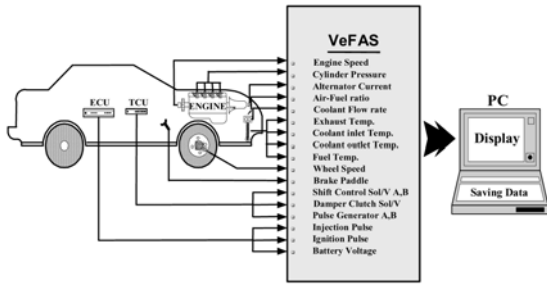 VeFAS
Engine Speed
Cylinder Pressure
Alternator Current
Air-Fuel ratio
Coolant Flow rate
Exhaust Temp.
Coolant inlet Temp.
Coolant outlet Temp.
Fuel Temp.
Wheel Speed
Brake Paddle
Shift Control Sol/V A,B
Damper Clutch Sol/V
Pulse Generator A,B
Injection Pulse
Ignition Pulse
Battery Voltage
ECU
TCU
ENGINE
PC
Display
Saving Data